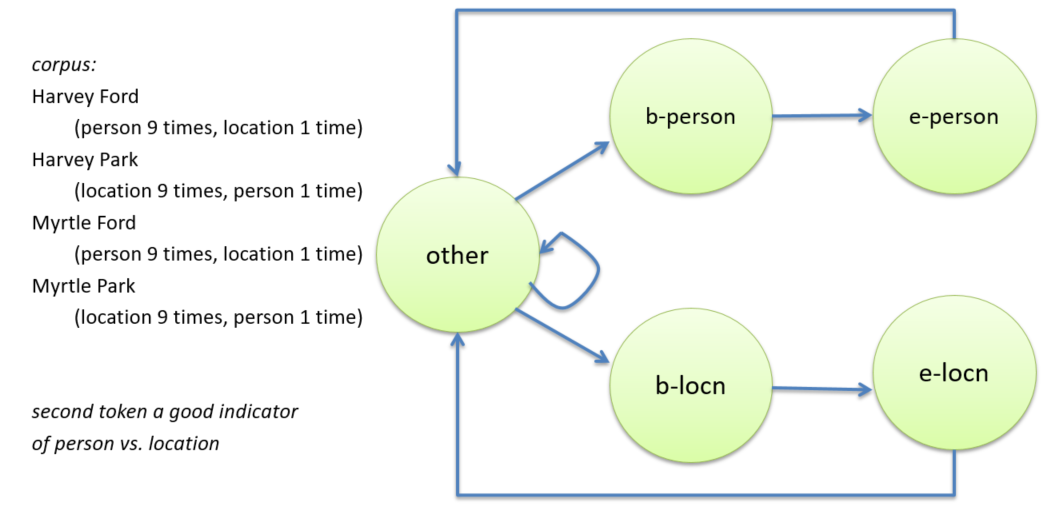 corpus:
Harvey Ford
(person 9 times, location 1 time)
Harvey Park
(location 9 times, person 1 time)
Myrtle Ford
(person 9 times, location 1 time)
Myrtle Park
(location 9 times, person 1 time)
second token a good indicator
of person vs. location
b-person
e-person
other
b-locn
e-locn